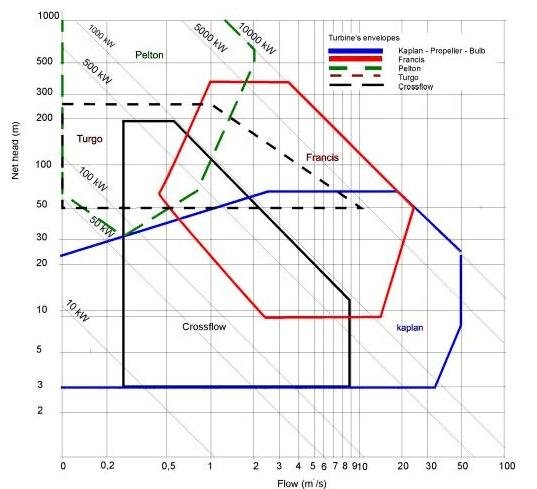 Turbine's envelopes
Kaplan - Propeller - Bulb
Francis
Pelton
Turgo
Crossflow
Net head (m)
1000
500
300
200
100
50
30
20
10
5
3
2
1000 kW
5000 kW
10000 kW
500 kW
100 kW
50 kW
10 kW
Pelton
Turgo
Francis
Crossflow
kaplan
0 0,2 0,5 1 2 3 4 5 6 7 8 910 20 30 50 100
Flow (m/s)